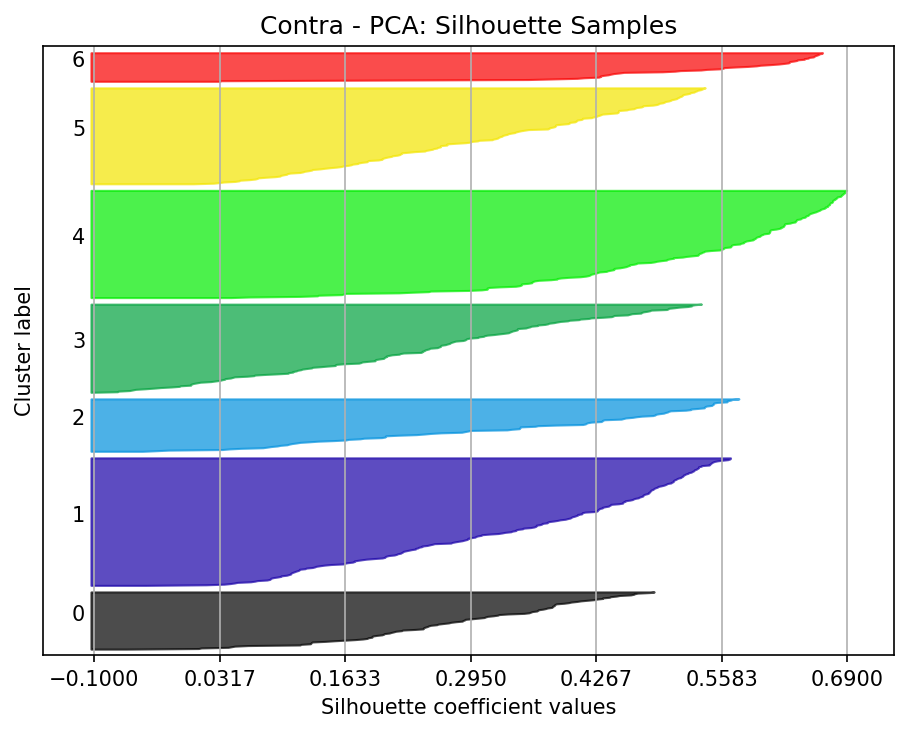 Contra - PCA: Silhouette Samples
6
5
4
3
2
1
0
Cluster label
−0.1000 0.0317 0.1633 0.2950 0.4267 0.5583 0.6900
Silhouette coefficient values